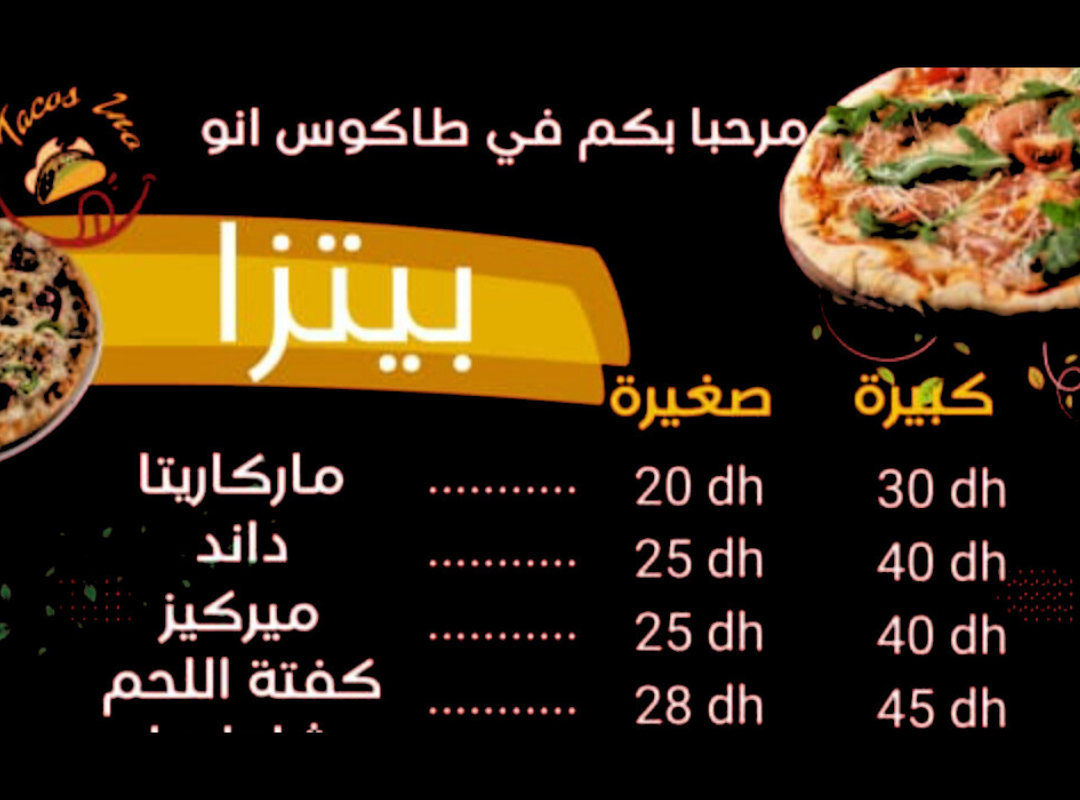 Tacos Ino
مرحبا بكم في طاكوس انو
بيتزا
صغيرة كبيرة
ماركاريتا ........... 20 dh 30 dh
داند ........... 25 dh 40 dh
ميركيز ........... 25 dh 40 dh
كفتة اللحم ........... 28 dh 45 dh